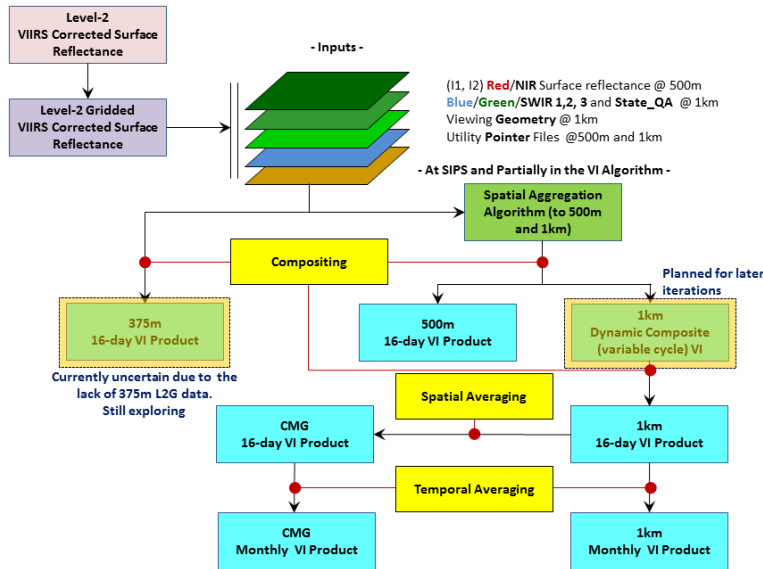 Level-2
VIIRS Corrected Surface
Reflectance
- Inputs -
Level-2 Gridded
VIIRS Corrected Surface
Reflectance
(I1, I2) Red/NIR Surface reflectance @ 500m
Blue/Green/SWIR 1,2, 3 and State_QA @ 1km
Viewing Geometry @ 1km
Utility Pointer Files @500m and 1km
- At SIPS and Partially in the VI Algorithm -
Spatial Aggregation
Algorithm (to 500m
and 1km)
Compositing
Planned for later
iterations
375m
16-day VI Product
500m
16-day VI Product
1km
Dynamic Composite
(variable cycle) VI
Currently uncertain due to the
lack of 375m L2G data.
Still exploring
Spatial Averaging
CMG
16-day VI Product
1km
16-day VI Product
Temporal Averaging
CMG
Monthly VI Product
1km
Monthly VI Product